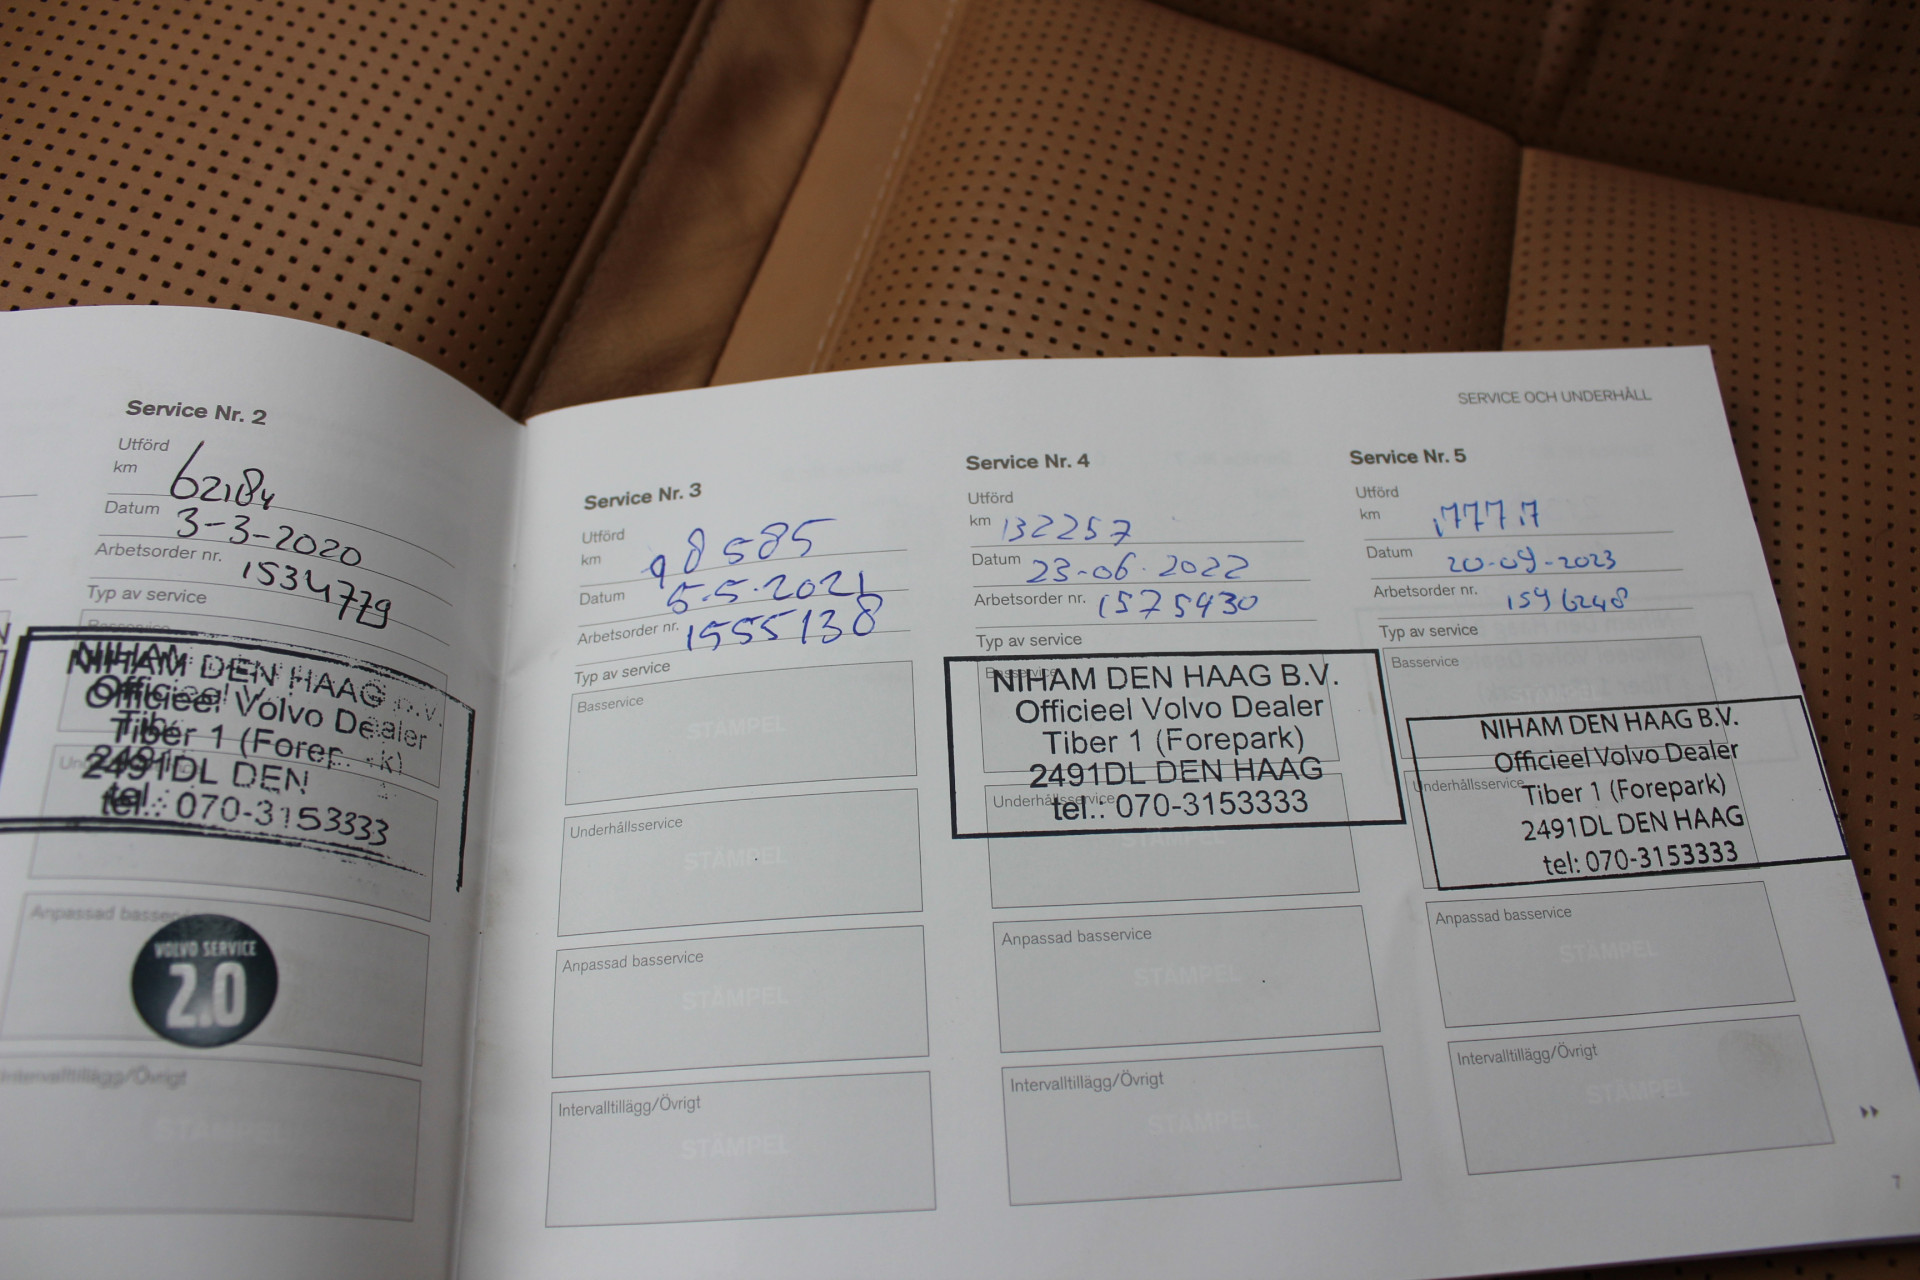 Service Nr. 2
Utförd
km 62184
Datum 3-3-2020
Arbetsorder nr. 1534779
Typ av service
Basservice
NIHAM DEN HAAG B.V.
Officieel Volvo Dealer
Tiber 1 (Forepark)
2491DL DEN
tel.: 070-3153333
Anpassad basservice
VOLVO SERVICE
2.0
Intervalltillägg/Övrigt
STÄMPEL
Service Nr. 3
Utförd
km 98585
Datum 5-5-2021
Arbetsorder nr. 1555138
Typ av service
Basservice
STÄMPEL
Underhållsservice
STÄMPEL
Anpassad basservice
STÄMPEL
Intervalltillägg/Övrigt
STÄMPEL
Service Nr. 4
Utförd
km 132257
Datum 23-06-2022
Arbetsorder nr. 1575930
Typ av service
Basservice
NIHAM DEN HAAG B.V.
Officieel Volvo Dealer
Tiber 1 (Forepark)
2491DL DEN HAAG
Underhållsservice
tel.: 070-3153333
STÄMPEL
Anpassad basservice
STÄMPEL
Intervalltillägg/Övrigt
STÄMPEL
SERVICE OCH UNDERHÅLL
Service Nr. 5
Utförd
km
Datum 20-09-2023
Arbetsorder nr. 1596248
Typ av service
Basservice
NIHAM DEN HAAG B.V.
Officieel Volvo Dealer
Underhållsservice
Tiber 1 (Forepark)
2491DL DEN HAAG
tel: 070-3153333
Anpassad basservice
STÄMPEL
Intervalltillägg/Övrigt
STÄMPEL
7